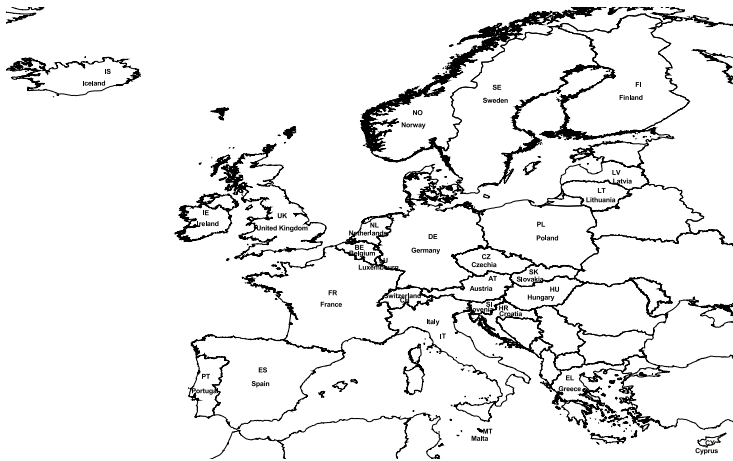 IS
Iceland
NO
Norway
SE
Sweden
FI
Finland
LV
Latvia
LT
Lithuania
IE
Ireland
UK
United Kingdom
NL
Netherlands
BE
Belgium
LU
Luxembourg
DE
Germany
PL
Poland
CZ
Czechia
SK
Slovakia
AT
Austria
HU
Hungary
FR
France
Switzerland
SI
Slovenia
HR
Croatia
Italy
IT
PT
Portugal
ES
Spain
EL
Greece
MT
Malta
CY
Cyprus